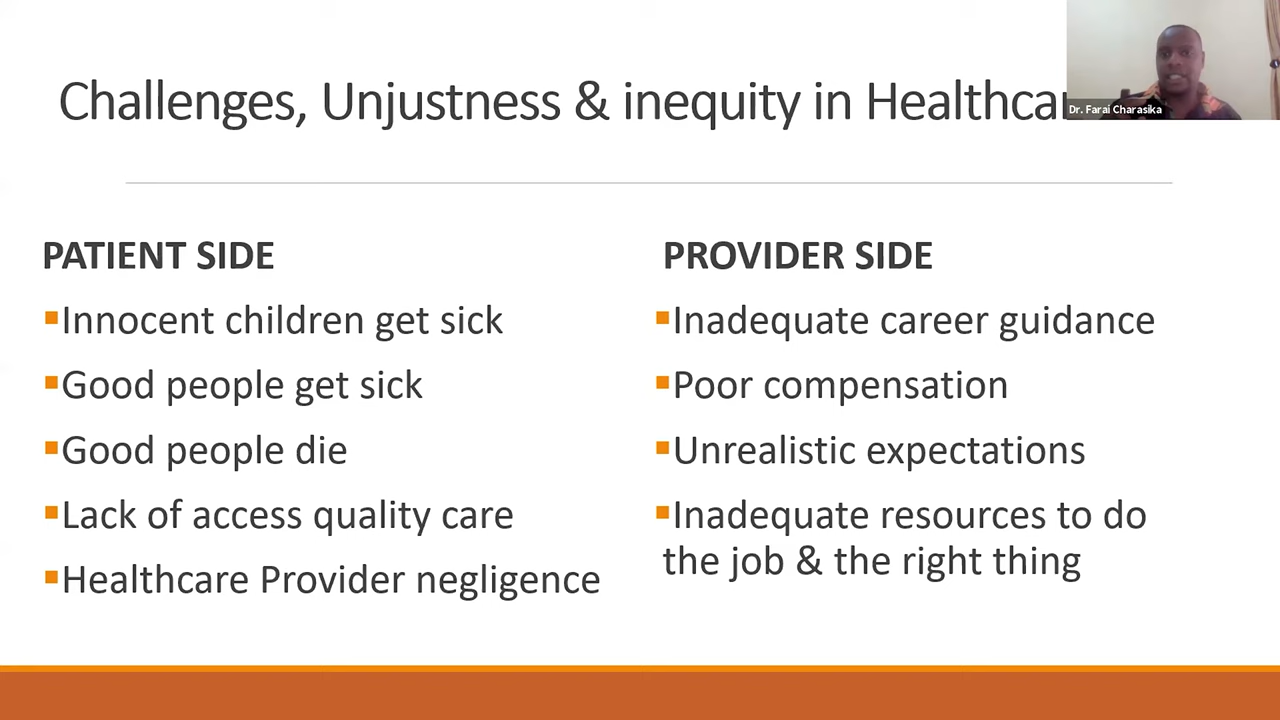 Challenges, Unjustness & inequity in
Dr. Farai Charasika
PATIENT SIDE
▪Innocent children get sick
▪Good people get sick
▪Good people die
▪Lack of access quality care
▪Healthcare Provider negligence
PROVIDER SIDE
▪Inadequate career guidance
▪Poor compensation
▪Unrealistic expectations
▪Inadequate resources to do
the job & the right thing